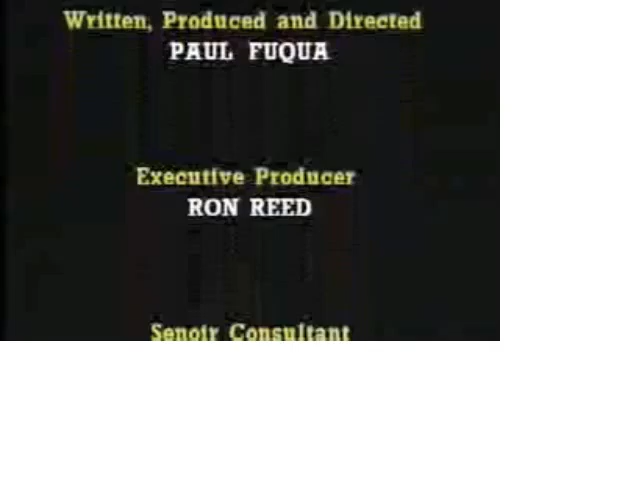 Written, Produced and Directed
PAUL FUQUA
Executive Producer
RON REED
Senoir Consultant